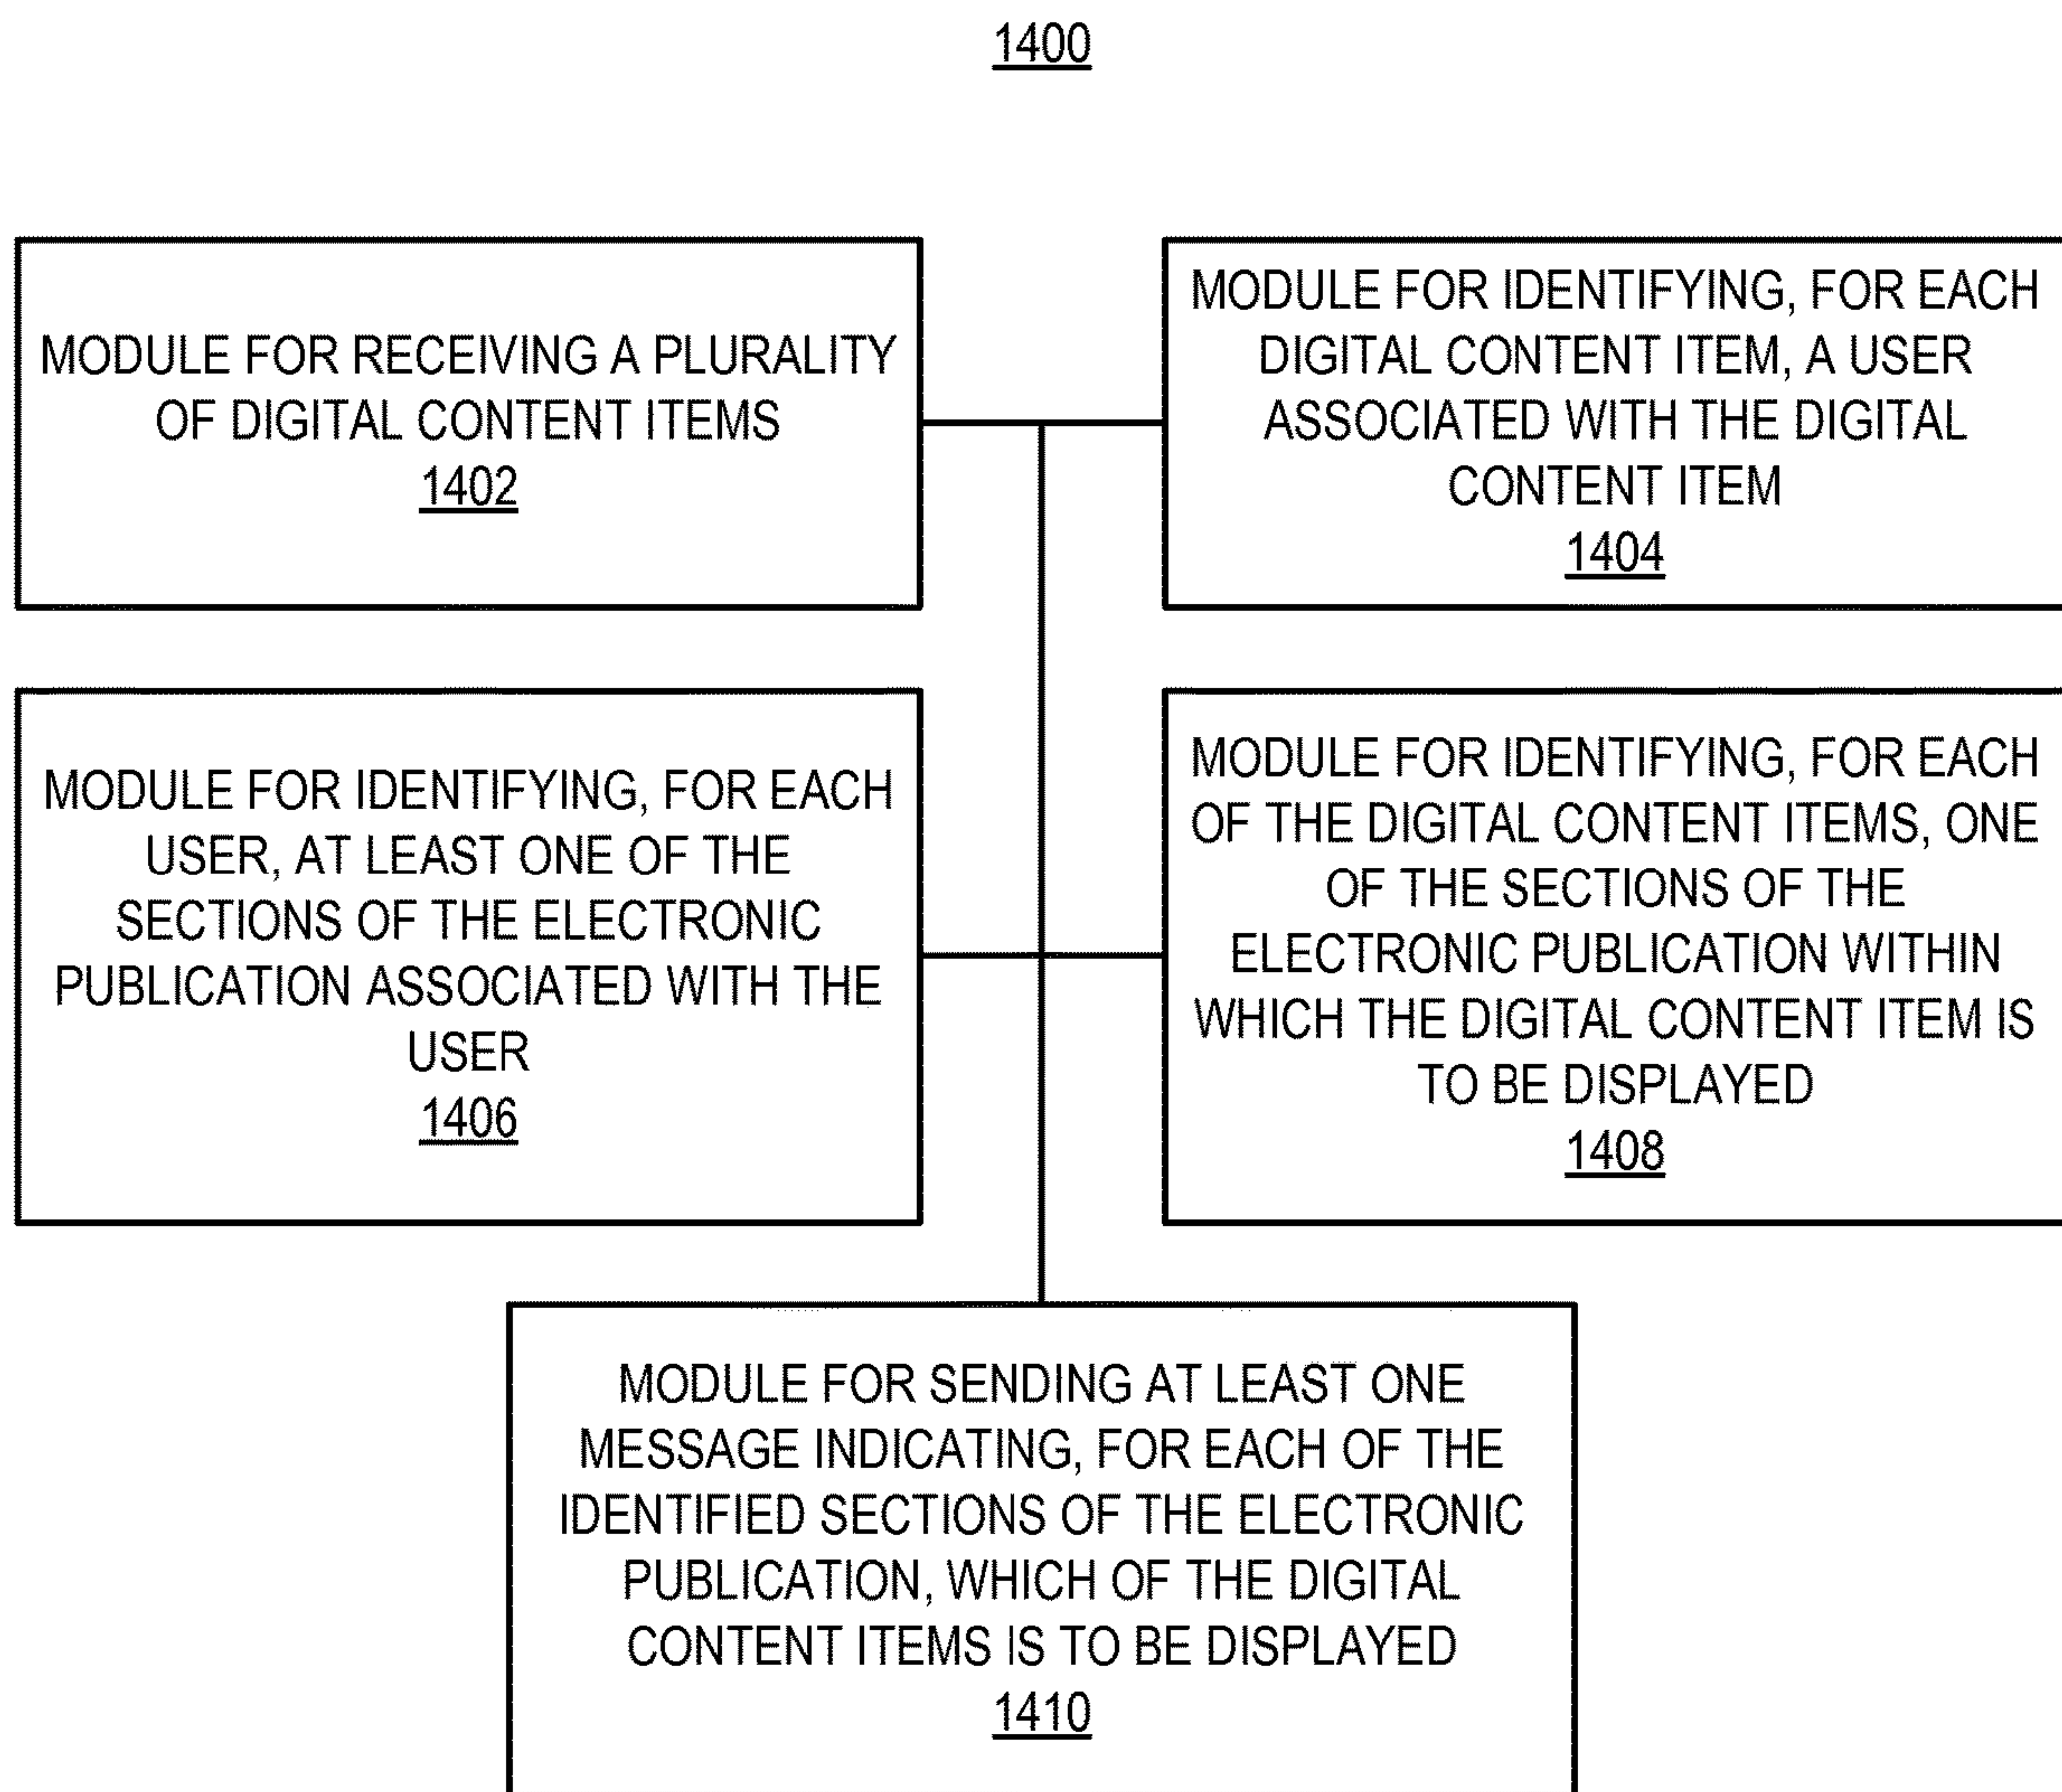 1400
MODULE FOR RECEIVING A PLURALITY
OF DIGITAL CONTENT ITEMS
1402
MODULE FOR IDENTIFYING, FOR EACH
DIGITAL CONTENT ITEM, A USER
ASSOCIATED WITH THE DIGITAL
CONTENT ITEM
1404
MODULE FOR IDENTIFYING, FOR EACH
USER, AT LEAST ONE OF THE
SECTIONS OF THE ELECTRONIC
PUBLICATION ASSOCIATED WITH THE
USER
1406
MODULE FOR IDENTIFYING, FOR EACH
OF THE DIGITAL CONTENT ITEMS, ONE
OF THE SECTIONS OF THE
ELECTRONIC PUBLICATION WITHIN
WHICH THE DIGITAL CONTENT ITEM IS
TO BE DISPLAYED
1408
MODULE FOR SENDING AT LEAST ONE
MESSAGE INDICATING, FOR EACH OF THE
IDENTIFIED SECTIONS OF THE ELECTRONIC
PUBLICATION, WHICH OF THE DIGITAL
CONTENT ITEMS IS TO BE DISPLAYED
1410